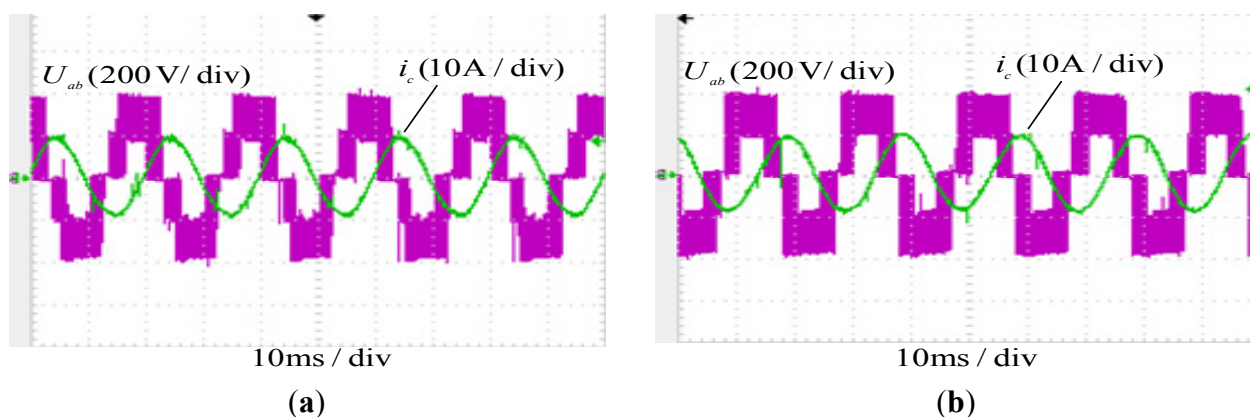 U_ab (200 V/ div)
i_c (10A / div)
10ms / div
(a)
U_ab (200 V/ div)
i_c (10A / div)
10ms / div
(b)